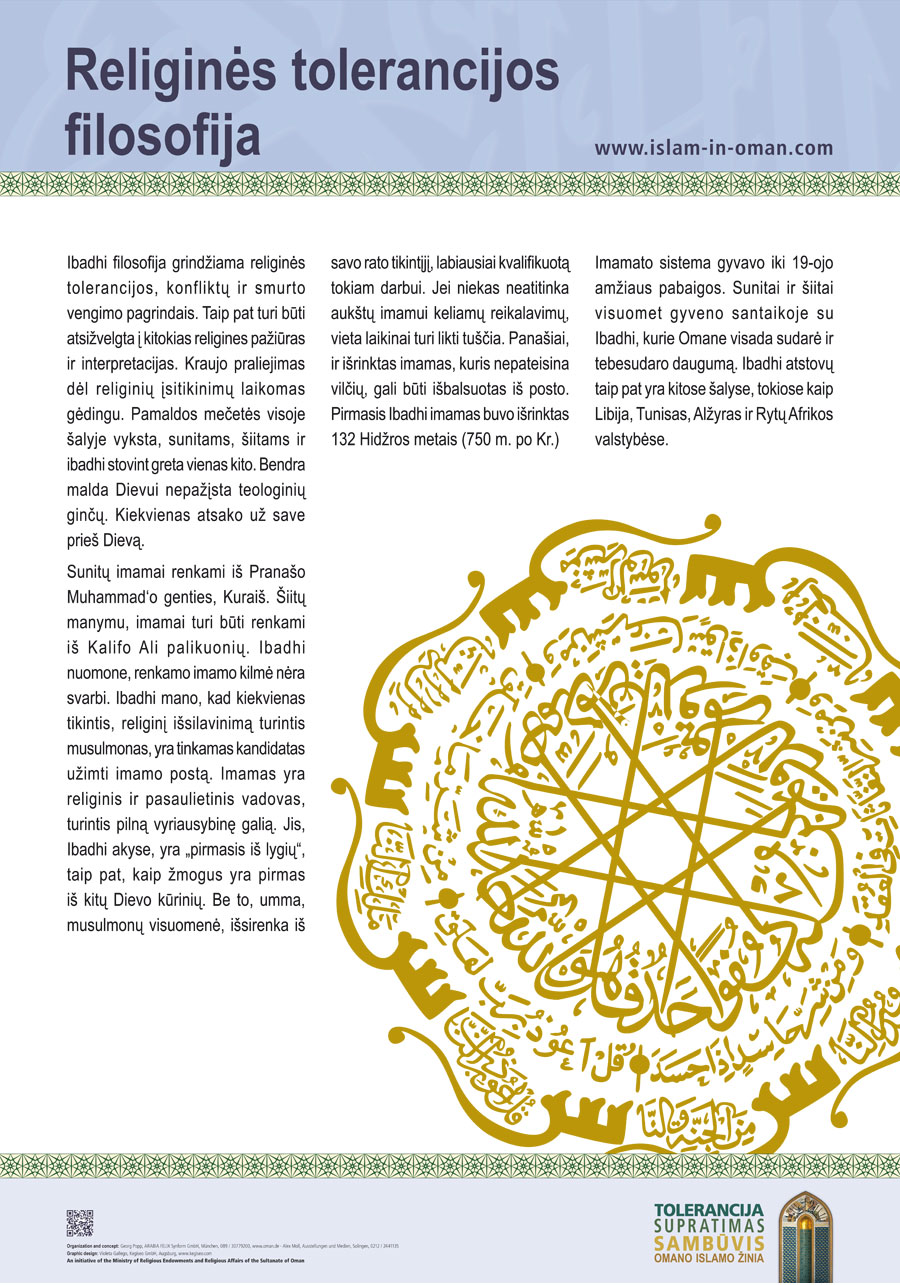 Religinės tolerancijos
filosofija
www.islam-in-oman.com
Ibadhi filosofija grindžiama religinės
tolerancijos, konfliktų ir smurto
vengimo pagrindais. Taip pat turi būti
atsižvelgta į kitokias religines pažiūras
ir interpretacijas. Kraujo praliejimas
dėl religinių įsitikinimų laikomas
gėdingu. Pamaldos mečetės visoje
šalyje vyksta, sunitams, šiitams ir
ibadhi stovint greta vienas kito. Bendra
malda Dievui nepažįsta teologinių
ginčų. Kiekvienas atsako už save
prieš Dievą.
Sunitų imamai renkami iš Pranašo
Muhammad‘o genties, Kuraiš. Šiitų
manymu, imamai turi būti renkami
iš Kalifo Ali palikuonių. Ibadhi
nuomone, renkamo imamo kilmė nėra
svarbi. Ibadhi mano, kad kiekvienas
tikintis, religinį išsilavinimą turintis
musulmonas, yra tinkamas kandidatas
užimti imamo postą. Imamas yra
religinis ir pasaulietinis vadovas,
turintis pilną vyriausybinę galią. Jis,
Ibadhi akyse, yra „pirmasis iš lygių“,
taip pat, kaip žmogus yra pirmas
iš kitų Dievo kūrinių. Be to, umma,
musulmonų visuomenė, išsirenka iš
savo rato tikintįjį, labiausiai kvalifikuotą
tokiam darbui. Jei niekas neatitinka
aukštų imamui keliamų reikalavimų,
vieta laikinai turi likti tuščia. Panašiai,
ir išrinktas imamas, kuris nepateisina
vilčių, gali būti išbalsuotas iš posto.
Pirmasis Ibadhi imamas buvo išrinktas
132 Hidžros metais (750 m. po Kr.)
Imamato sistema gyvavo iki 19-ojo
amžiaus pabaigos. Sunitai ir šiitai
visuomet gyveno santaikoje su
Ibadhi, kurie Omane visada sudarė ir
tebesudaro daugumą. Ibadhi atstovų
taip pat yra kitose šalyse, tokiose kaip
Libija, Tunisas, Alžyras ir Rytų Afrikos
valstybėse.
قُلْ أَعُوذُ بِرَبِّ
مِنَ الْجِنَّةِ وَالنَّا
Organization and concept: Georg Popp, ARABIA FELIX Synform GmbH, München, 089 / 30779200, www.oman.de - Alex Moll, Ausstellungen und Medien, Solingen, 0212 / 2641135
Graphic design: Violeta Gallego, Kegiseo GmbH, Augsburg, www.kegiseo.com
An initiative of the Ministry of Religious Endowments and Religious Affairs of the Sultanate of Oman
TOLERANCIJA
SUPRATIMAS
SAMBŪVIS
OMANO ISLAMO ŽINIA